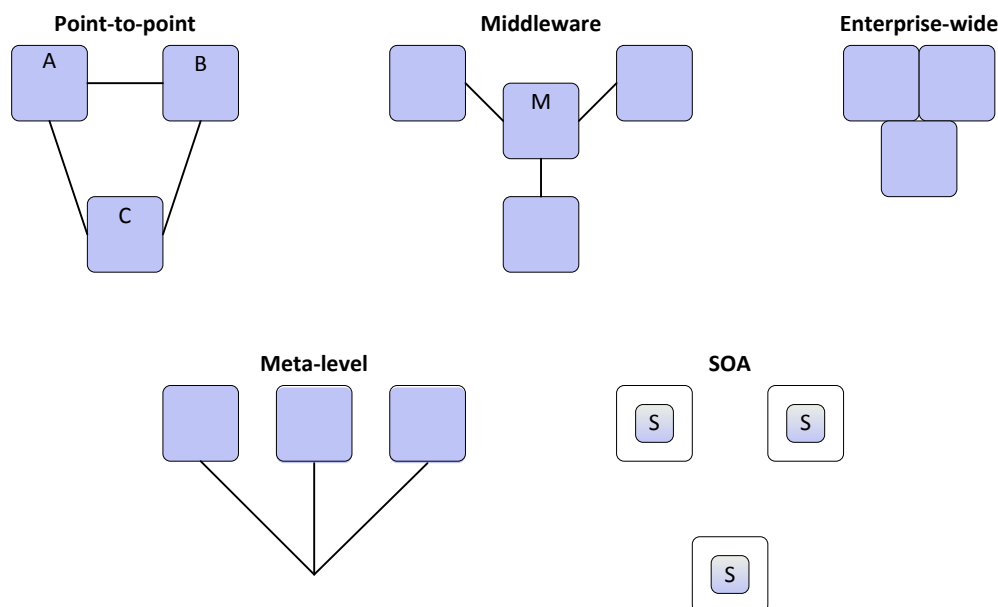 Point-to-point
Middleware
Enterprise-wide
A
B
M
C
Meta-level
SOA
S
S
S